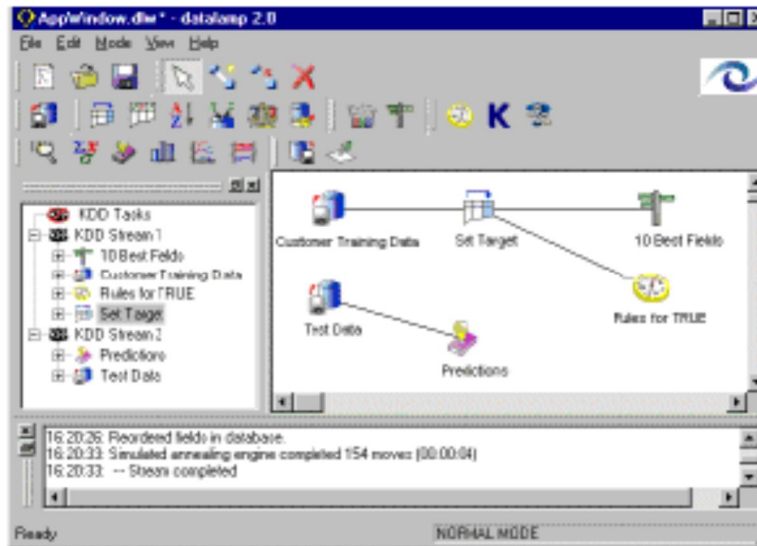 AppWindow.dlw * - datalamp 2.0
File Edit Mode View Help
KDD Tasks
KDD Stream 1
10 Best Fields
Customer Training Data
Rules for TRUE
Set Target
KDD Stream 2
Predictions
Test Data
Customer Training Data
Set Target
10 Best Fields
Test Data
Predictions
Rules for TRUE
16:20:26: Reordered fields in database.
16:20:33: Simulated annealing engine completed 154 moves (00:00:04)
16:20:33: -- Stream completed
Ready
NORMAL MODE